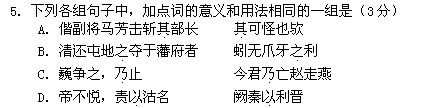 5. 下列各组句子中，加点词的意义和用法相同的一组是（3分）
A. 偕副将马芳击斩其部长 其可怪也欤
B. 清还屯地之夺于藩府者 蚓无爪牙之利
C. 巍争之，乃止 今君乃亡赵走燕
D. 帝不悦，责以沽名 阙秦以利晋